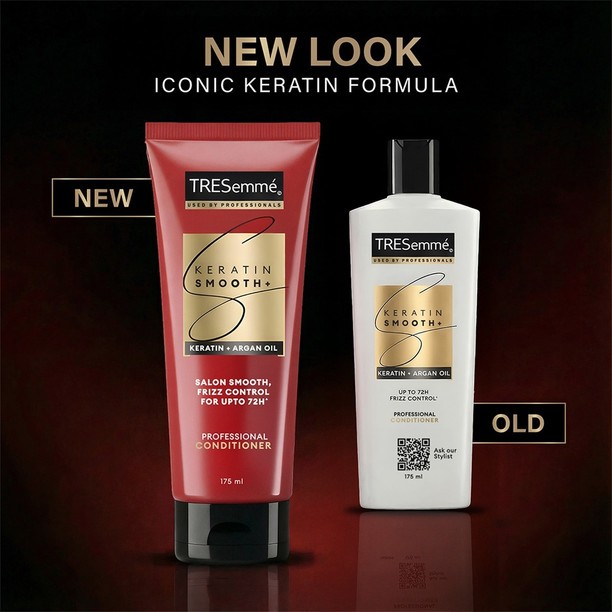 NEW LOOK
ICONIC KERATIN FORMULA
NEW
TRESemmé®
USED BY PROFESSIONALS
KERATIN
SMOOTH+
KERATIN + ARGAN OIL
SALON SMOOTH,
FRIZZ CONTROL
FOR UPTO 72H*
PROFESSIONAL
CONDITIONER
175 ml
TRESemmé®
USED BY PROFESSIONALS
KERATIN
SMOOTH+
KERATIN + ARGAN OIL
UP TO 72H
FRIZZ CONTROL*
PROFESSIONAL
CONDITIONER
Ask our
Stylist
175 ml
OLD